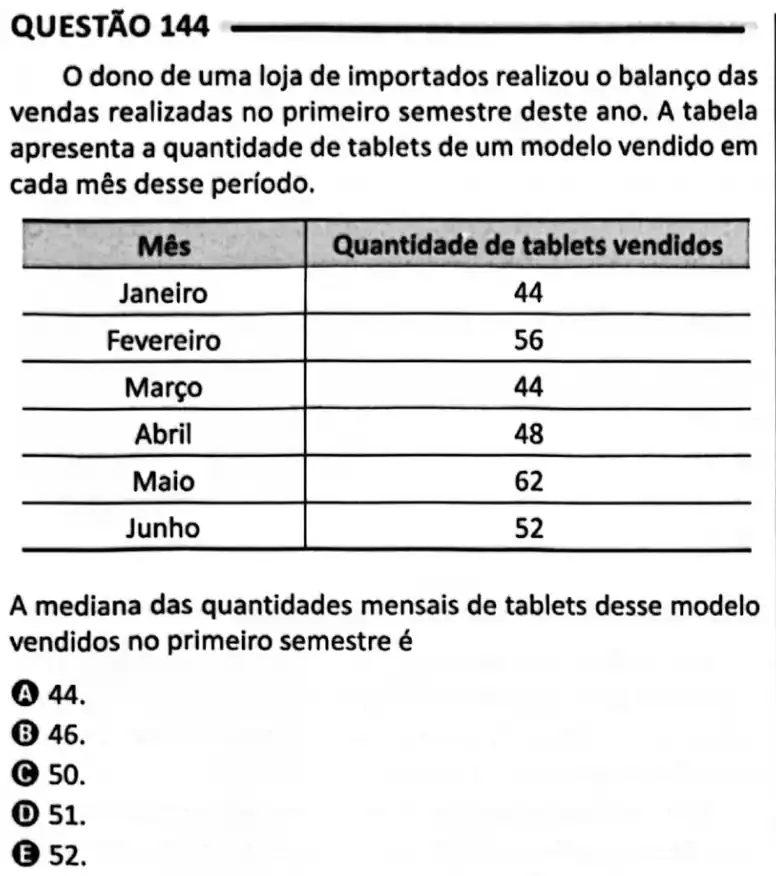 QUESTÃO 144
O dono de uma loja de importados realizou o balanço das
vendas realizadas no primeiro semestre deste ano. A tabela
apresenta a quantidade de tablets de um modelo vendido em
cada mês desse período.
Mês Quantidade de tablets vendidos
Janeiro 44
Fevereiro 56
Março 44
Abril 48
Maio 62
Junho 52
A mediana das quantidades mensais de tablets desse modelo
vendidos no primeiro semestre é
A 44.
B 46.
C 50.
D 51.
E 52.